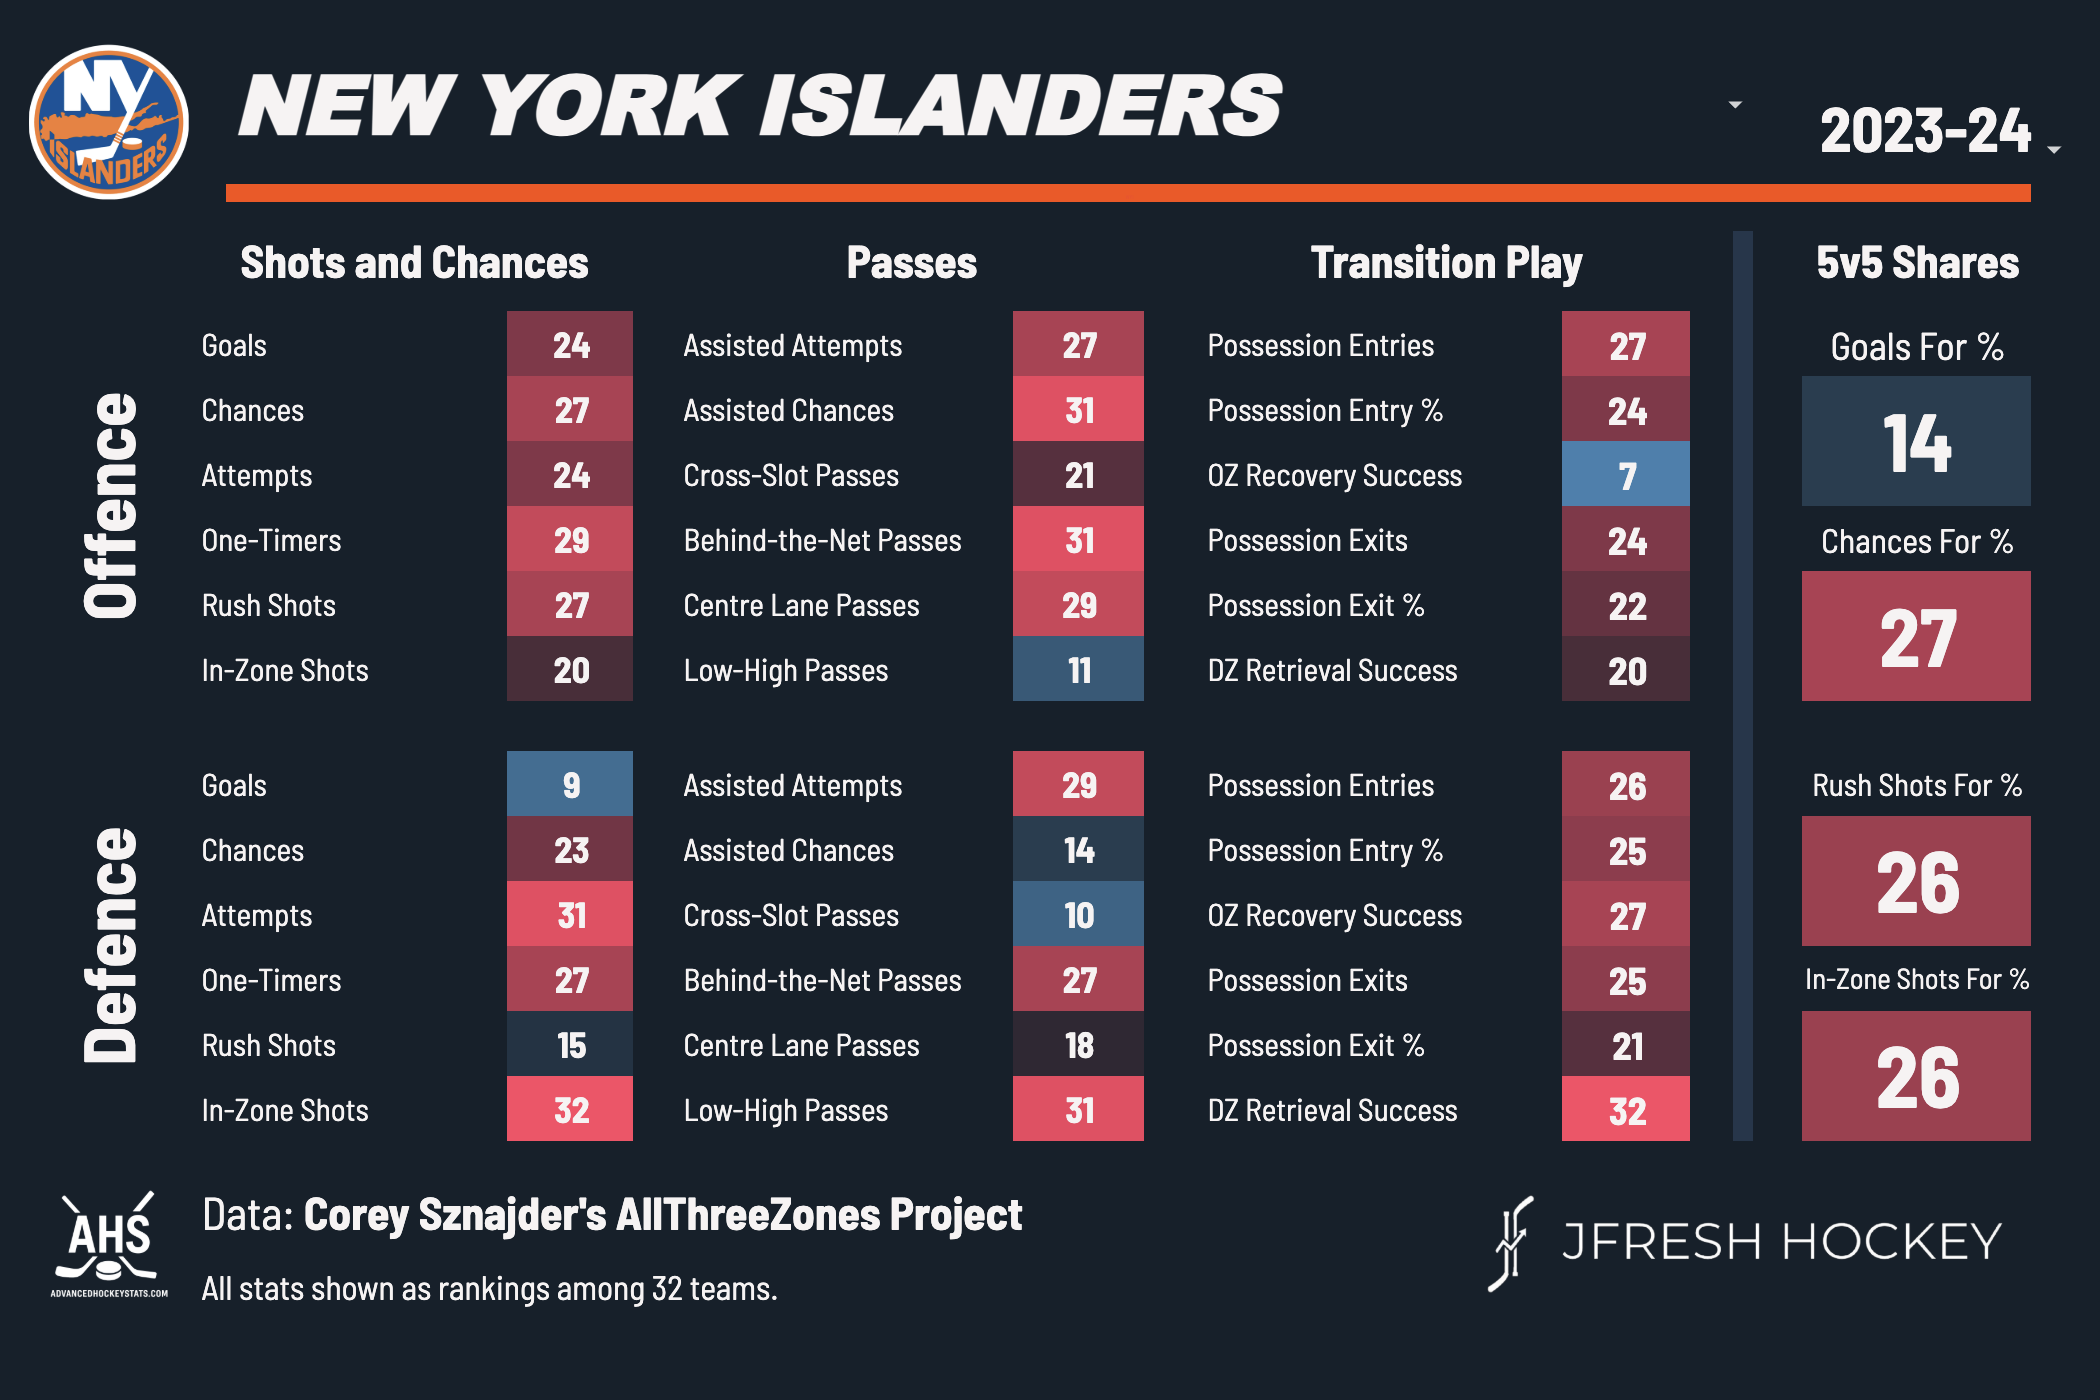 NY
ISLANDERS
NEW YORK ISLANDERS
2023-24
Shots and Chances Passes Transition Play 5v5 Shares
Offence
Goals 24 Assisted Attempts 27 Possession Entries 27 Goals For %
Chances 27 Assisted Chances 31 Possession Entry % 24 14
Attempts 24 Cross-Slot Passes 21 OZ Recovery Success 7
One-Timers 29 Behind-the-Net Passes 31 Possession Exits 24 Chances For %
Rush Shots 27 Centre Lane Passes 29 Possession Exit % 22 27
In-Zone Shots 20 Low-High Passes 11 DZ Retrieval Success 20
Defence
Goals 9 Assisted Attempts 29 Possession Entries 26 Rush Shots For %
Chances 23 Assisted Chances 14 Possession Entry % 25 26
Attempts 31 Cross-Slot Passes 10 OZ Recovery Success 27
One-Timers 27 Behind-the-Net Passes 27 Possession Exits 25 In-Zone Shots For %
Rush Shots 15 Centre Lane Passes 18 Possession Exit % 21 26
In-Zone Shots 32 Low-High Passes 31 DZ Retrieval Success 32
AHS
ADVANCEDHOCKEYSTATS.COM
Data: Corey Sznajder's AllThreeZones Project
All stats shown as rankings among 32 teams.
JFRESH HOCKEY